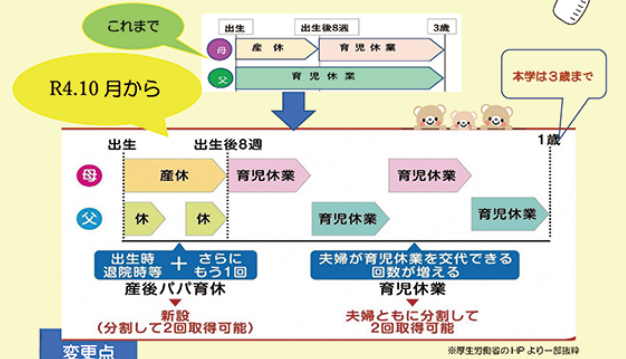 これまで
出生 出生後8週 3歳
母 産休 育児休業
父 育児休業
R4.10月から
本学は3歳まで
出生 出生後8週 1歳
母 産休 育児休業 育児休業
父 休 休 育児休業 育児休業
出生時 退院時等 + さらに もう1回
産後パパ育休
新設
(分割して2回取得可能)
夫婦が育児休業を交代できる
回数が増える
育児休業
夫婦ともに分割して
2回取得可能
変更点
※厚生労働省のHPより一部抜粋